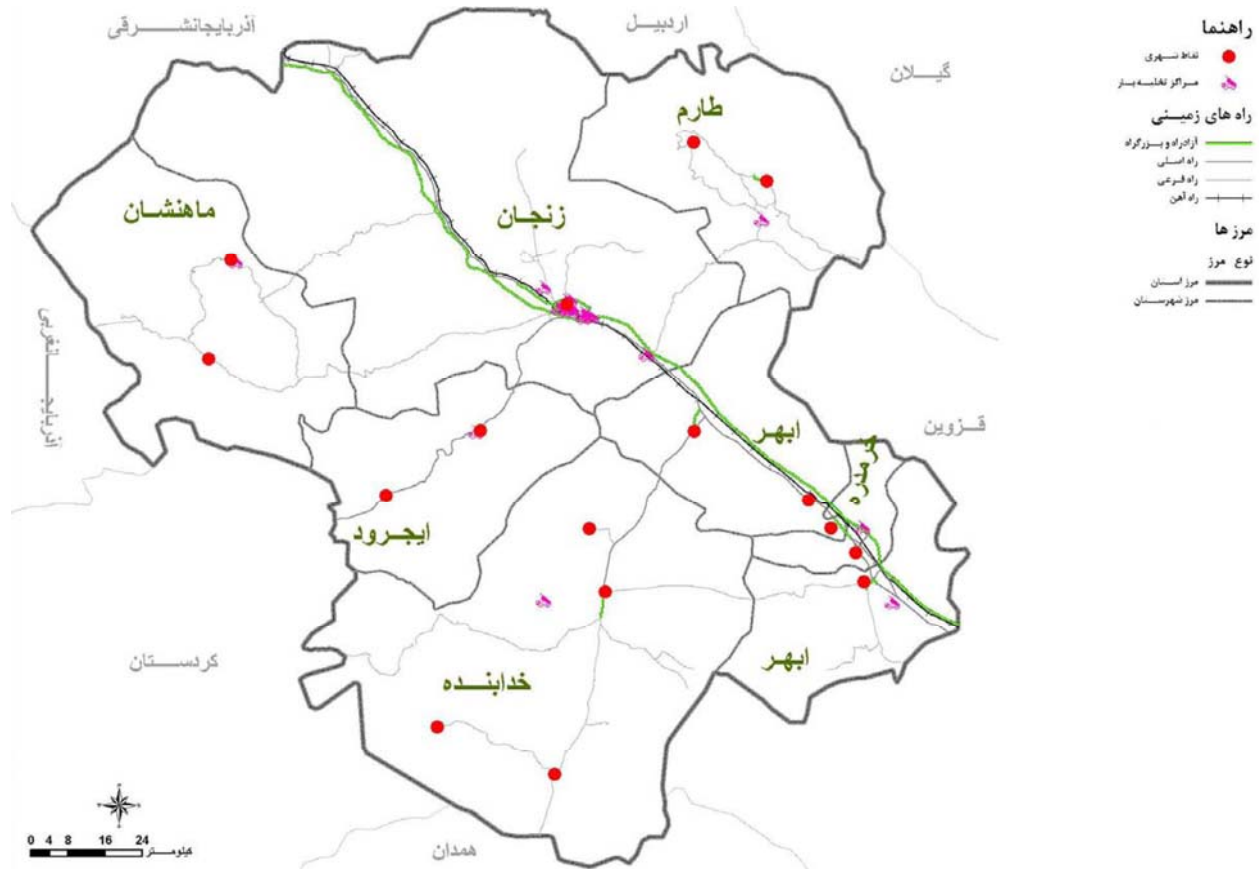 آذربایجانشرقی
اردبیل
گیلان
طارم
زنجان
ماهنشان
آذربایجانغربی
قزوین
ابهر
خرمدره
ایجرود
ابهر
خدابنده
کردستان
همدان
0 4 8 16 24
کیلومتر
راهنما
نقاط شهری
مراکز تخلیه بار
راه های زمینی
آزادراه و بزرگراه
راه اصلی
راه فرعی
راه آهن
مرز ها
نوع مرز
مرز استان
مرز شهرستان